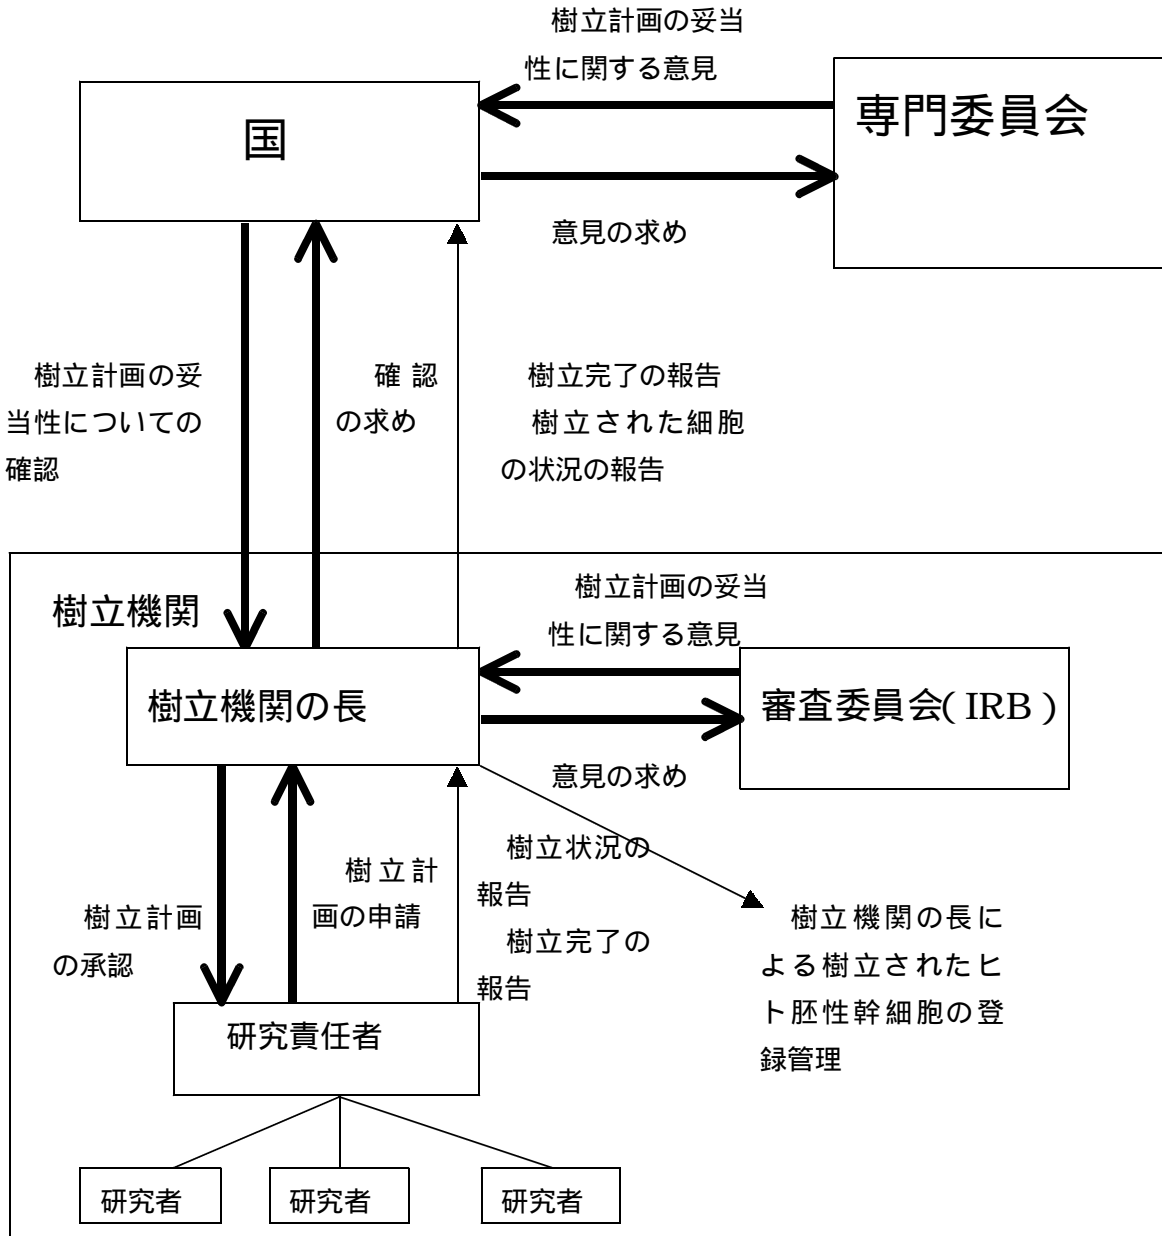 樹立計画の妥当
性に関する意見
国
専門委員会
意見の求め
樹立計画の妥
当性についての
確認
確認
の求め
樹立完了の報告
樹立された細胞
の状況の報告
樹立機関
樹立計画の妥当
性に関する意見
樹立機関の長
審査委員会(IRB)
意見の求め
樹立計画
の承認
樹立計
画の申請
樹立状況の
報告
樹立完了の
報告
樹立機関の長に
よる樹立されたヒ
ト胚性幹細胞の登
録管理
研究責任者
研究者
研究者
研究者